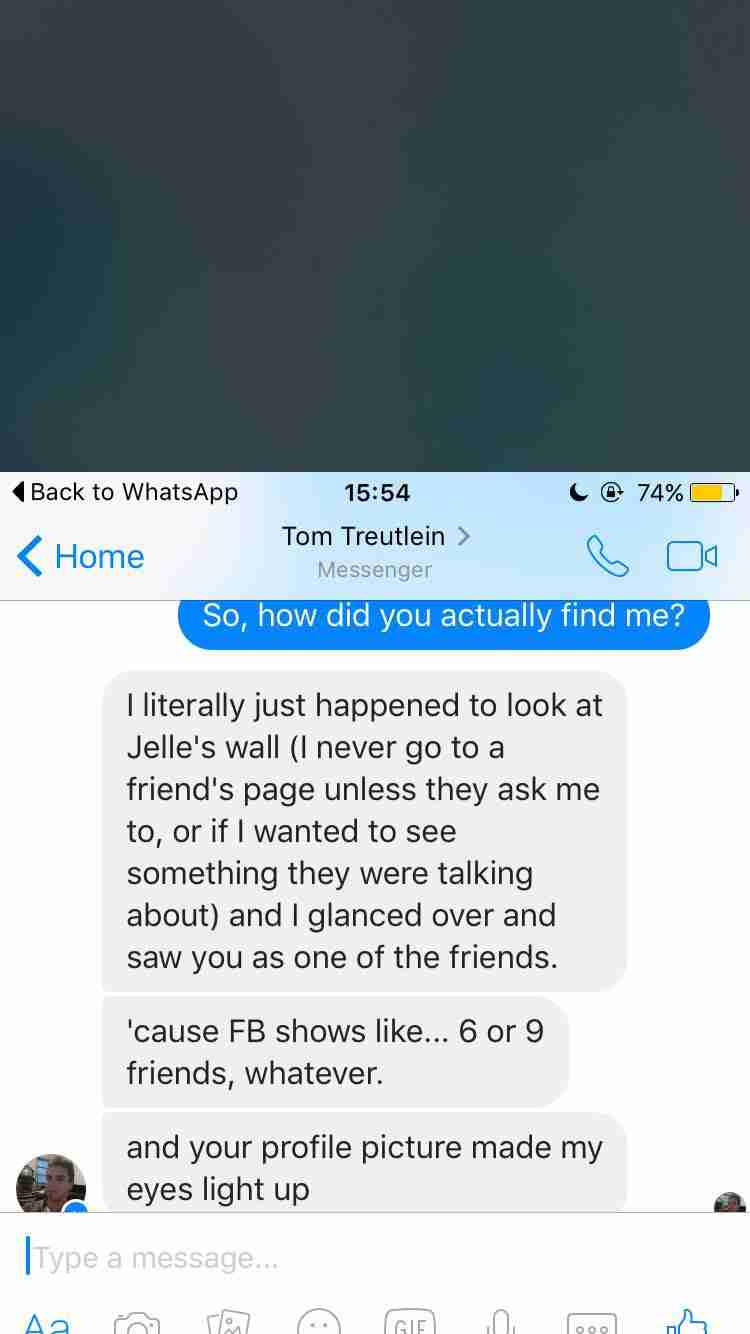 Back to WhatsApp 15:54 74%
Home Tom Treutlein
Messenger
So, how did you actually find me?
I literally just happened to look at
Jelle's wall (I never go to a
friend's page unless they ask me
to, or if I wanted to see
something they were talking
about) and I glanced over and
saw you as one of the friends.
'cause FB shows like... 6 or 9
friends, whatever.
and your profile picture made my
eyes light up
Type a message...
Aa GIF